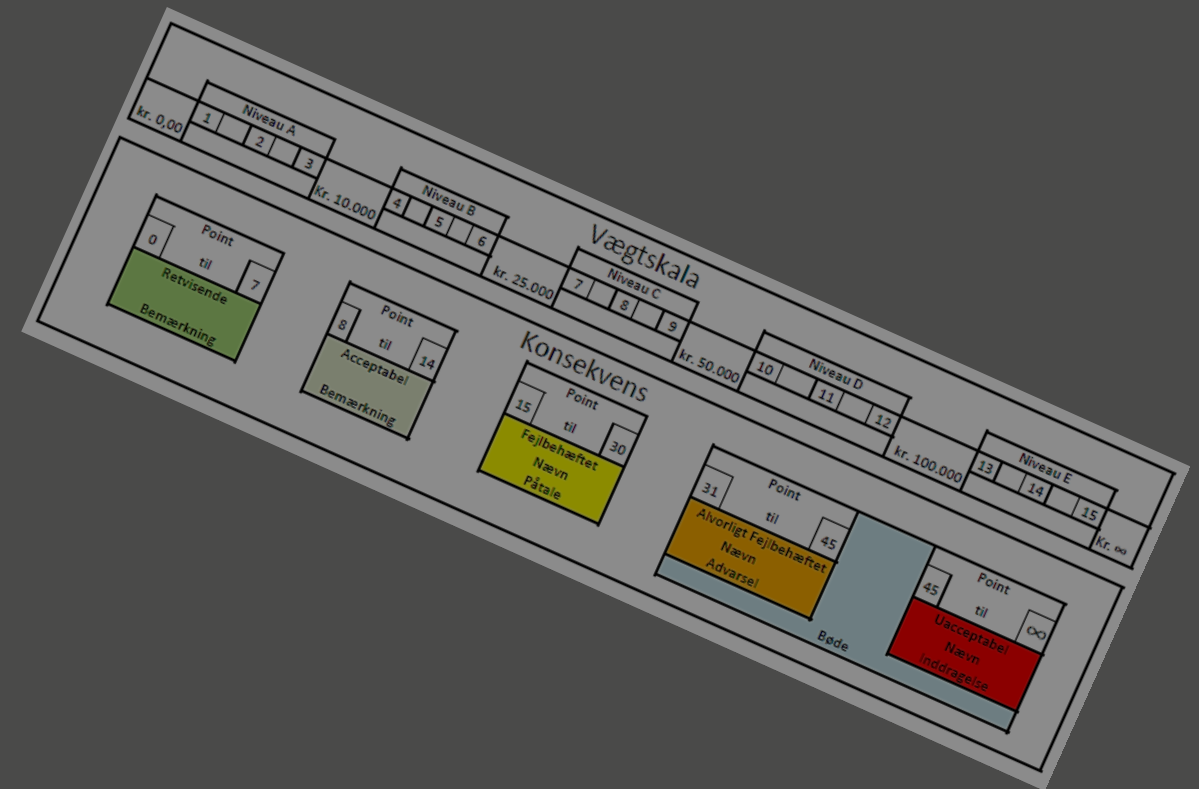 Vægtskala
Niveau A
1 2 3
Niveau B
4 5 6
Niveau C
7 8 9
Niveau D
10 11 12
Niveau E
13 14 15
kr. 0,00
Kr. 10.000
kr. 25.000
kr. 50.000
kr. 100.000
Kr. ∞
Konsekvens
Point
0 til 7
Retvisende
Bemærkning
Point
8 til 14
Acceptabel
Bemærkning
Point
15 til 30
Fejlbehæftet
Nævn
Påtale
Point
31 til 45
Alvorligt Fejlbehæftet
Nævn
Advarsel
Point
45 til ∞
Uacceptabel
Nævn
Inddragelse
Bøde